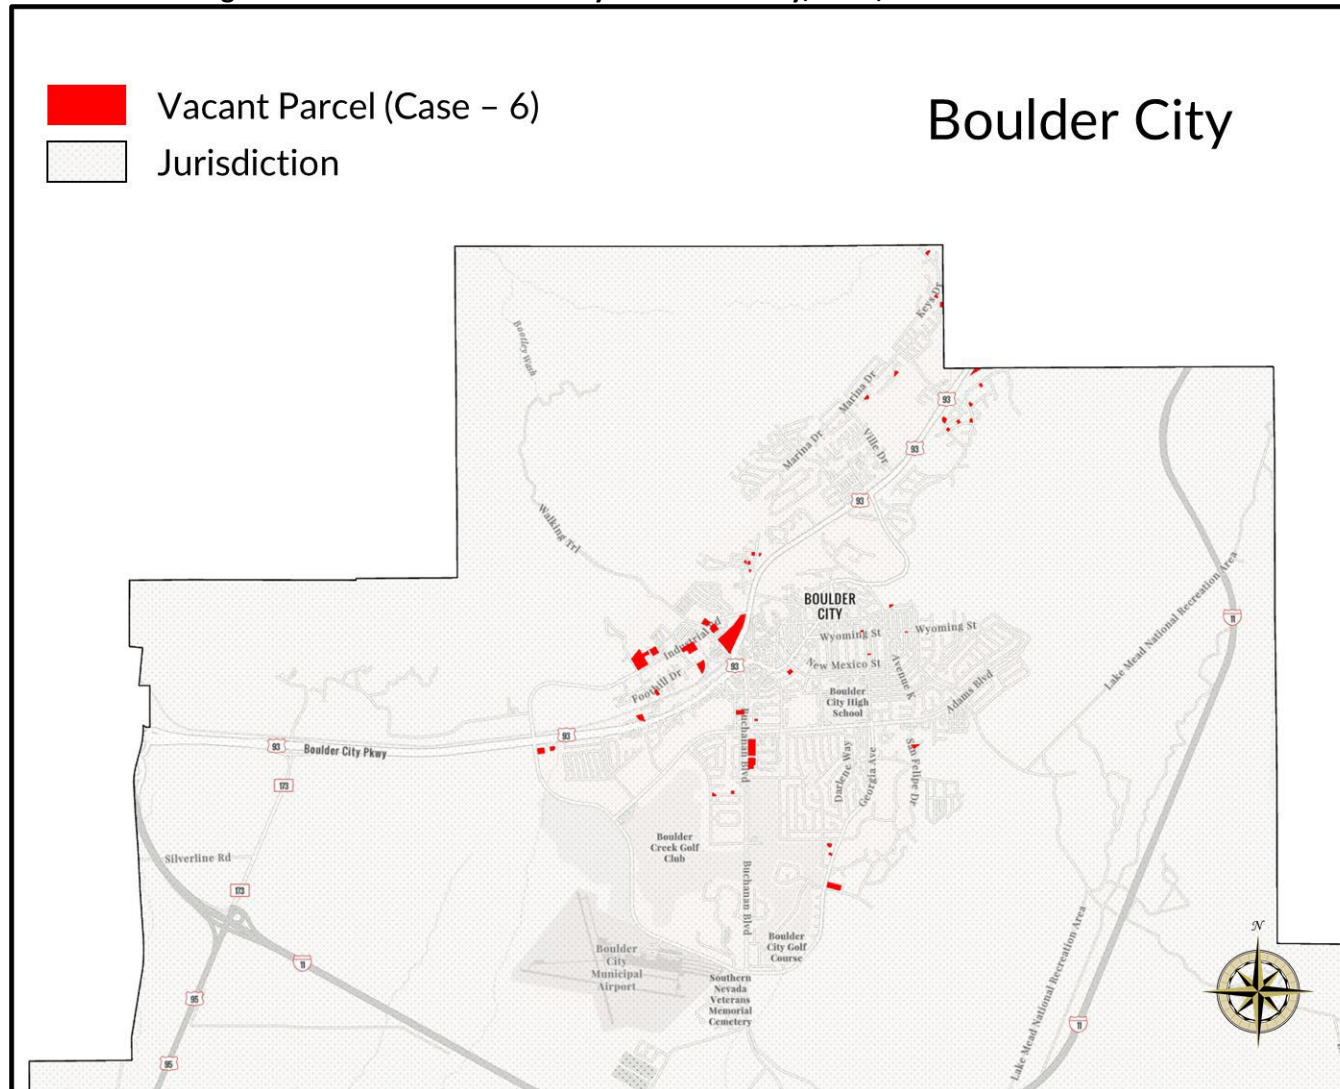 Vacant Parcel (Case – 6)
Boulder City
Jurisdiction
Keys Dr
Bootley Wash
Marina Dr
93
Marina Dr
Ville Dr
93
93
Walking Trl
Lake Mead National Recreation Area
BOULDER
CITY
11
Industrial Rd
Wyoming St
Wyoming St
93
New Mexico St
Foothill Dr
Avenue K
Adams Blvd
Boulder
City High
School
93
93
Boulder City Pkwy
Buchanan Blvd
Darlene Way
Georgia Ave
San Felipe Dr
173
Boulder
Creek Golf
Club
Silverline Rd
173
Buchanan Blvd
Boulder
City Golf
Course
Boulder
City
Municipal
Airport
11
Southern
Nevada
Veterans
Memorial
Cemetery
95
Lake Mead National Recreation Area
N
11
95